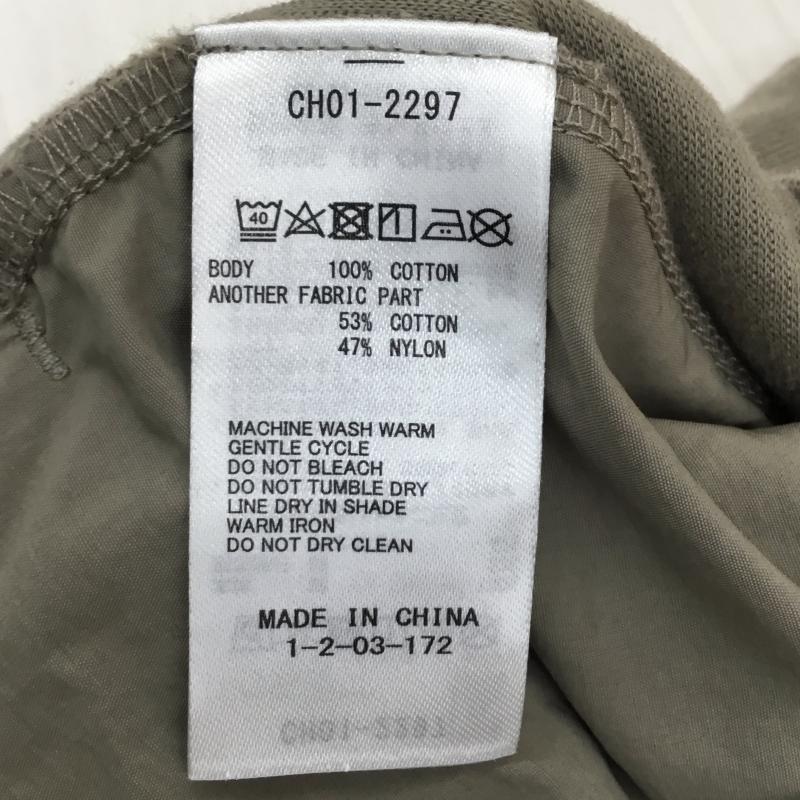 CH01-2297
40
BODY 100% COTTON
ANOTHER FABRIC PART
53% COTTON
47% NYLON
MACHINE WASH WARM
GENTLE CYCLE
DO NOT BLEACH
DO NOT TUMBLE DRY
LINE DRY IN SHADE
WARM IRON
DO NOT DRY CLEAN
MADE IN CHINA
1-2-03-172